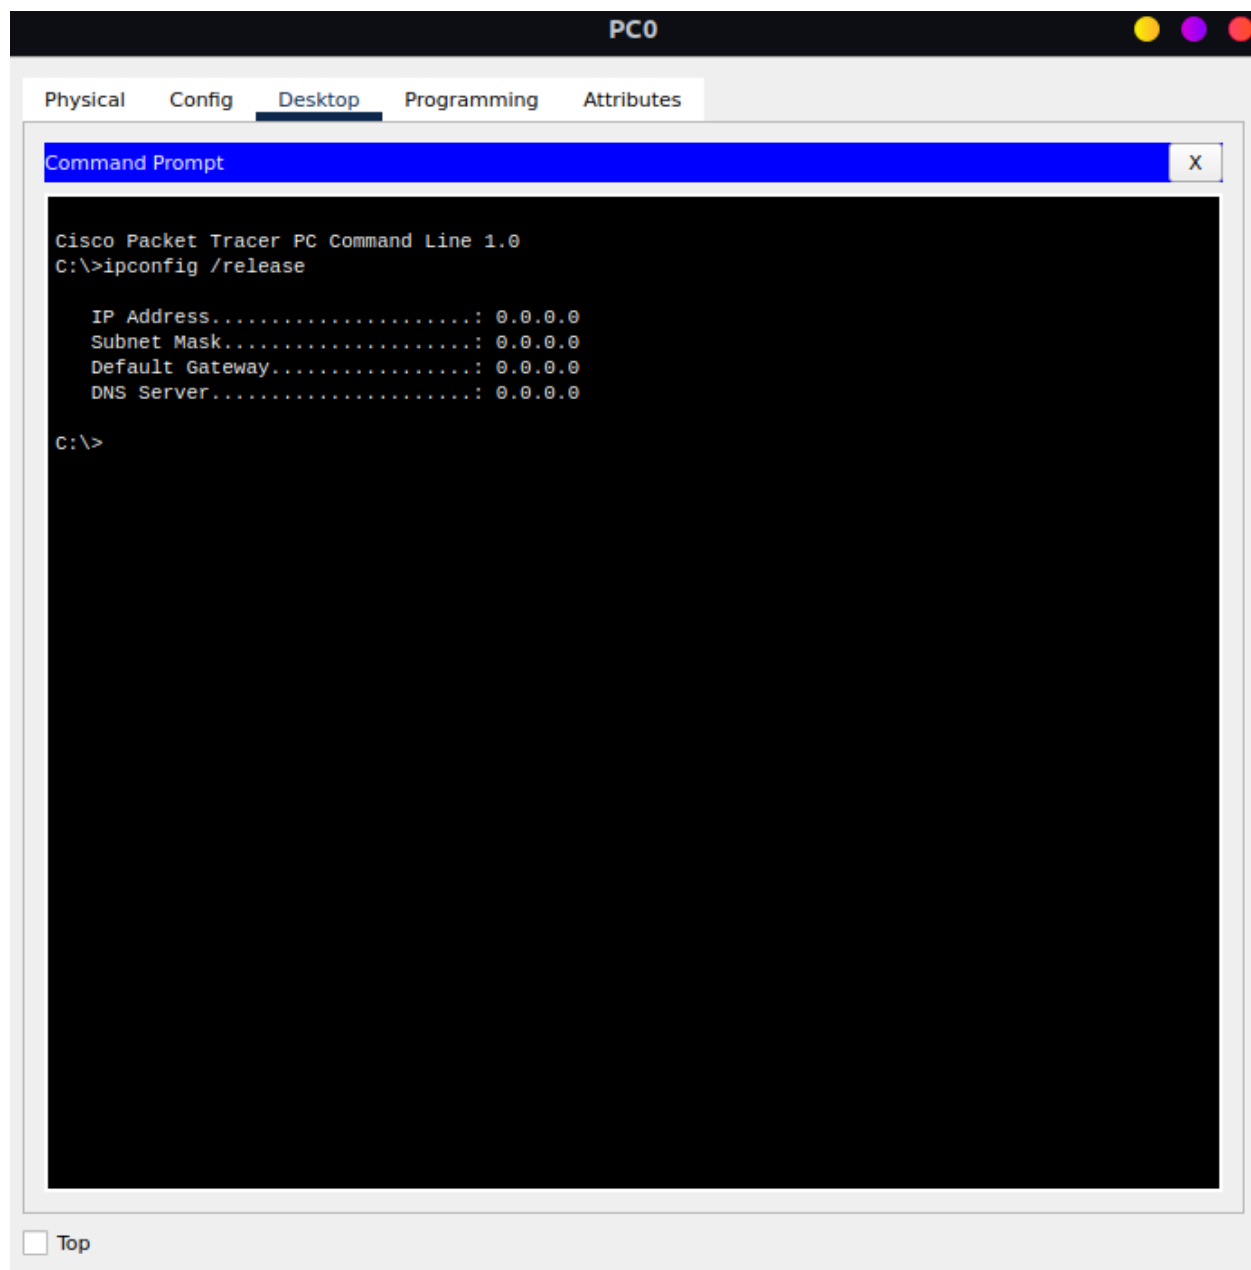 PC0
Physical Config Desktop Programming Attributes
Command Prompt X
Cisco Packet Tracer PC Command Line 1.0
C:\>ipconfig /release
IP Address......................: 0.0.0.0
Subnet Mask.....................: 0.0.0.0
Default Gateway.................: 0.0.0.0
DNS Server......................: 0.0.0.0
C:\>
Top